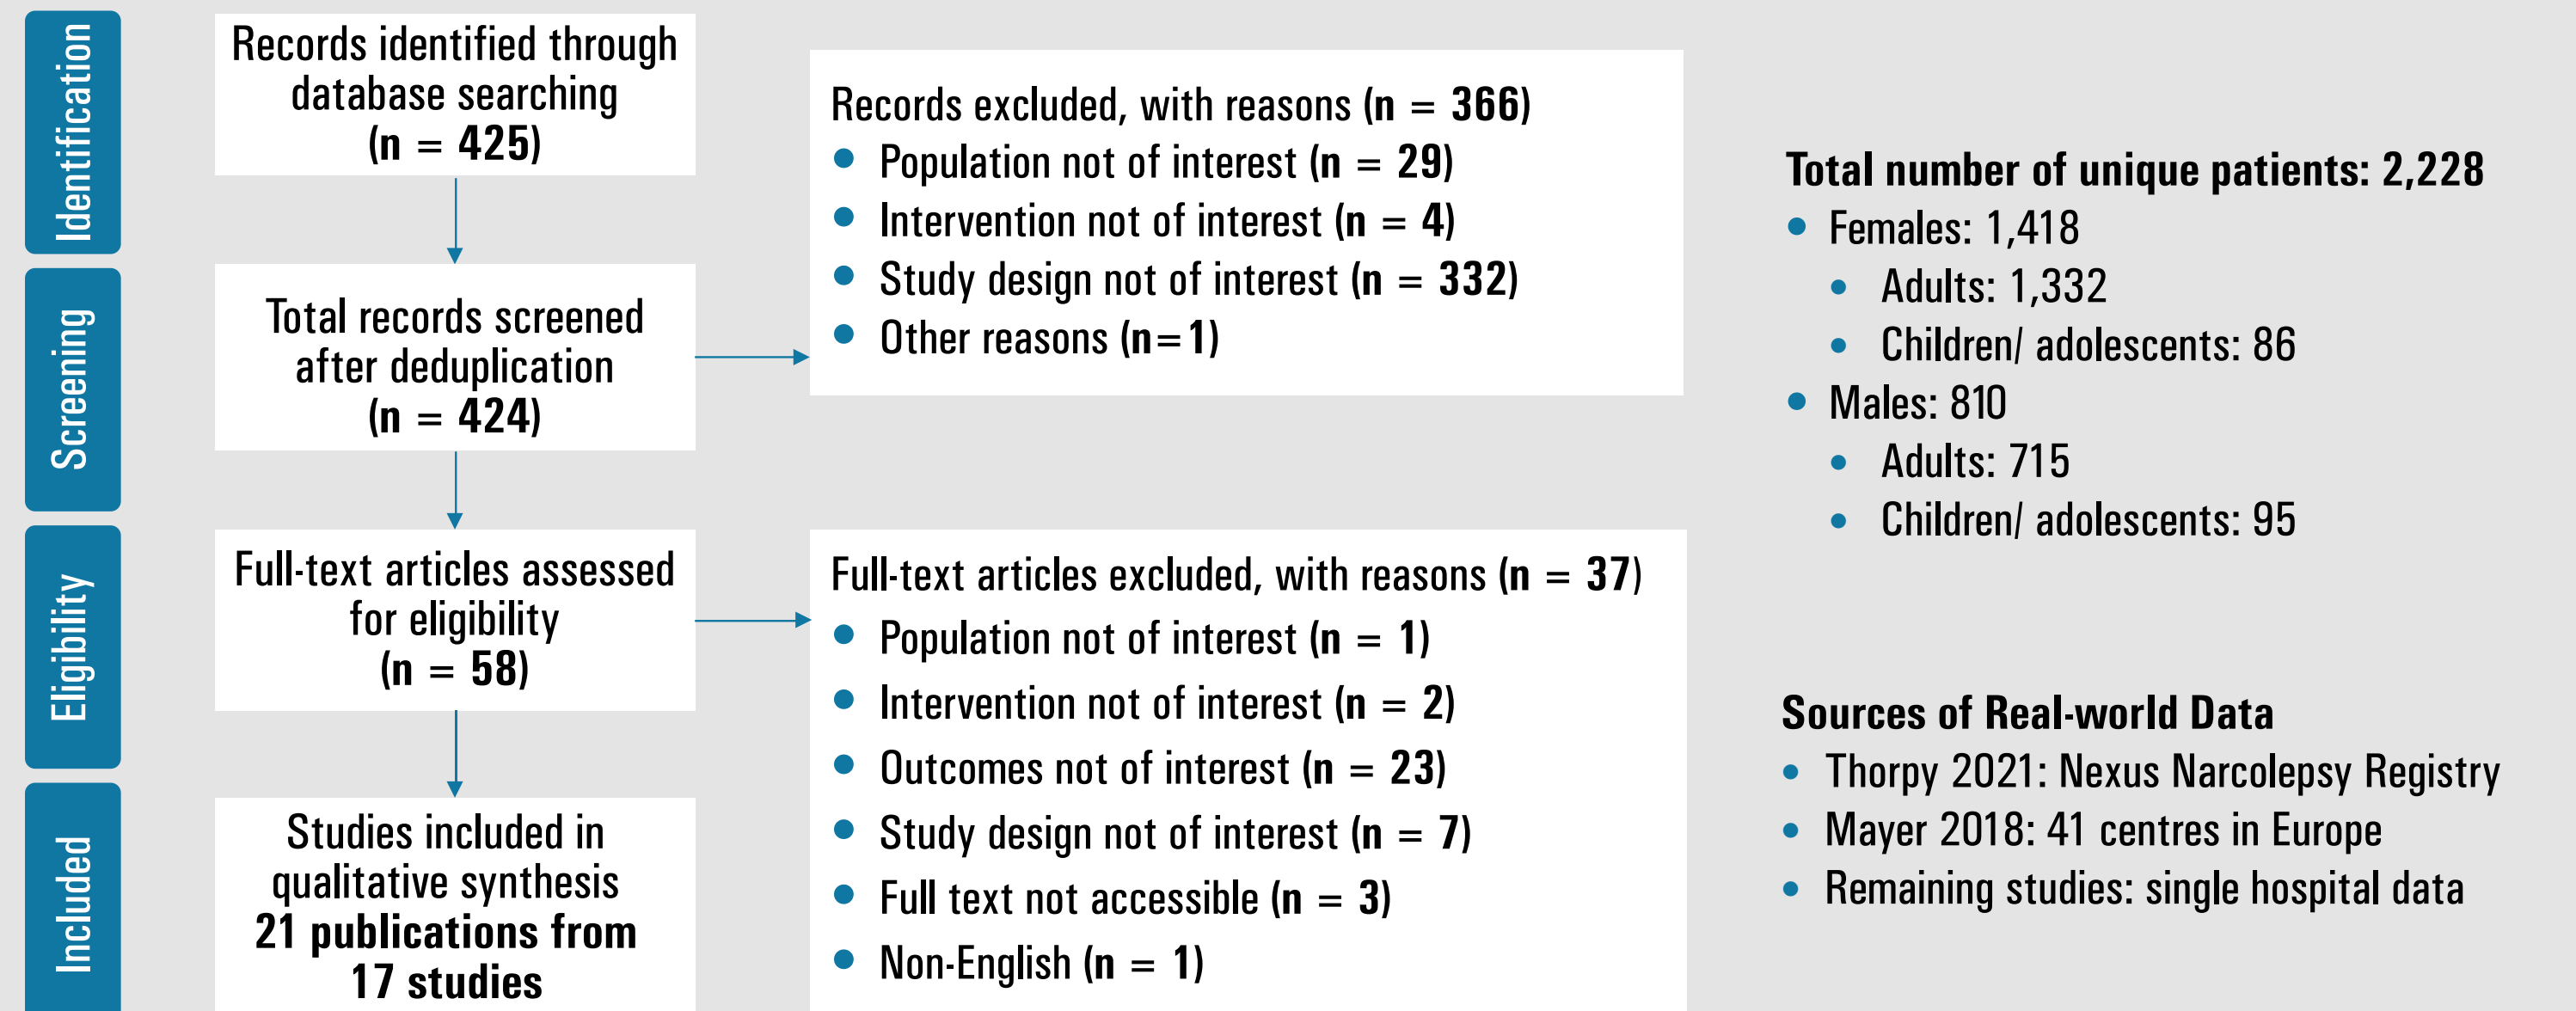 Identification
Records identified through
database searching
(n = 425)
Records excluded, with reasons (n = 366)
• Population not of interest (n = 29)
• Intervention not of interest (n = 4)
• Study design not of interest (n = 332)
• Other reasons (n=1)
Screening
Total records screened
after deduplication
(n = 424)
Eligibility
Full-text articles assessed
for eligibility
(n = 58)
Full-text articles excluded, with reasons (n = 37)
• Population not of interest (n = 1)
• Intervention not of interest (n = 2)
• Outcomes not of interest (n = 23)
• Study design not of interest (n = 7)
• Full text not accessible (n = 3)
• Non-English (n = 1)
Included
Studies included in
qualitative synthesis
21 publications from
17 studies
Total number of unique patients: 2,228
• Females: 1,418
• Adults: 1,332
• Children/ adolescents: 86
• Males: 810
• Adults: 715
• Children/ adolescents: 95
Sources of Real-world Data
• Thorpy 2021: Nexus Narcolepsy Registry
• Mayer 2018: 41 centres in Europe
• Remaining studies: single hospital data